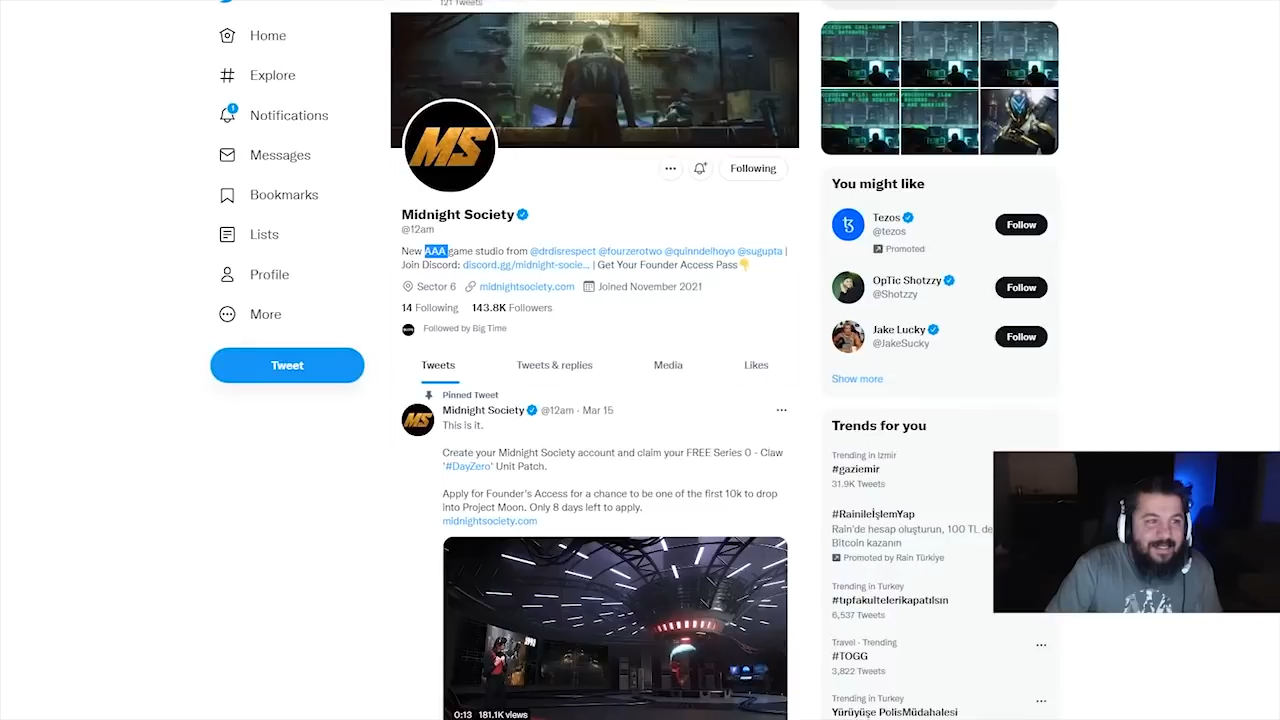 121 Tweets
Home
Explore
1
Notifications
Messages
Bookmarks
Lists
Profile
More
Tweet
MS
Following
Midnight Society
@12am
New AAA game studio from @drdisrespect @fourzerotwo @quinndelhoyo @sugupta |
Join Discord: discord.gg/midnight-socie... | Get Your Founder Access Pass👇
Sector 6 midnightsociety.com Joined November 2021
14 Following 143.8K Followers
Followed by Big Time
Tweets Tweets & replies Media Likes
Pinned Tweet
MS
Midnight Society @12am · Mar 15
This is it.
Create your Midnight Society account and claim your FREE Series 0 - Claw
'#DayZero' Unit Patch.
Apply for Founder's Access for a chance to be one of the first 10k to drop
into Project Moon. Only 8 days left to apply.
midnightsociety.com
0:13 181.1K views
You might like
Tezos
@tezos
Promoted
Follow
OpTic Shotzzy
@Shotzzy
Follow
Jake Lucky
@JakeSucky
Follow
Show more
Trends for you
Trending in Izmir
#gaziemir
31.9K Tweets
#RainileİşlemYap
Rain'de hesap oluşturun, 100 TL de
Bitcoin kazanın
Promoted by Rain Türkiye
Trending in Turkey
#tıpfakultelerikapatılsın
6,537 Tweets
Travel · Trending
#TOGG
3,822 Tweets
Trending in Turkey
Yürüyüşe PolisMüdahalesi